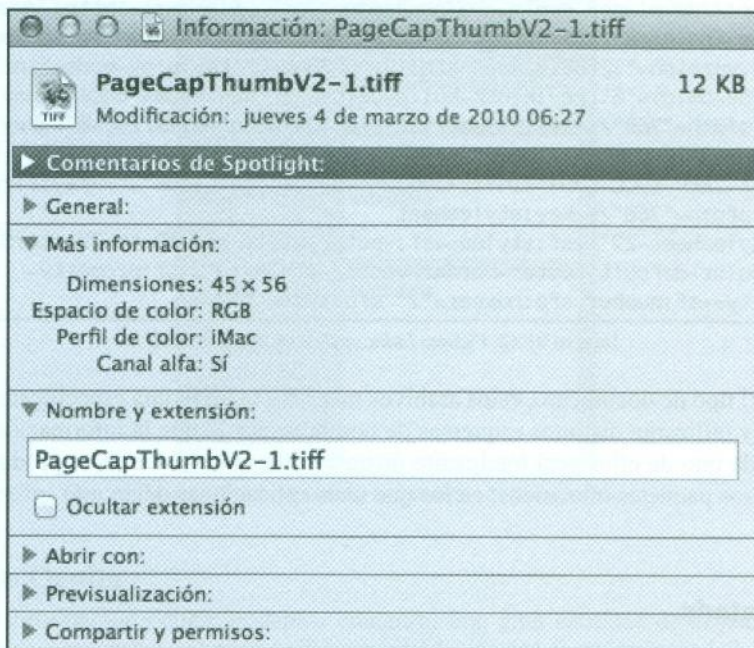 Información: PageCapThumbV2-1.tiff
PageCapThumbV2-1.tiff 12 KB
TIFF
Modificación: jueves 4 de marzo de 2010 06:27
Comentarios de Spotlight:
General:
Más información:
Dimensiones: 45 × 56
Espacio de color: RGB
Perfil de color: iMac
Canal alfa: Sí
Nombre y extensión:
PageCapThumbV2-1.tiff
Ocultar extensión
Abrir con:
Previsualización:
Compartir y permisos: